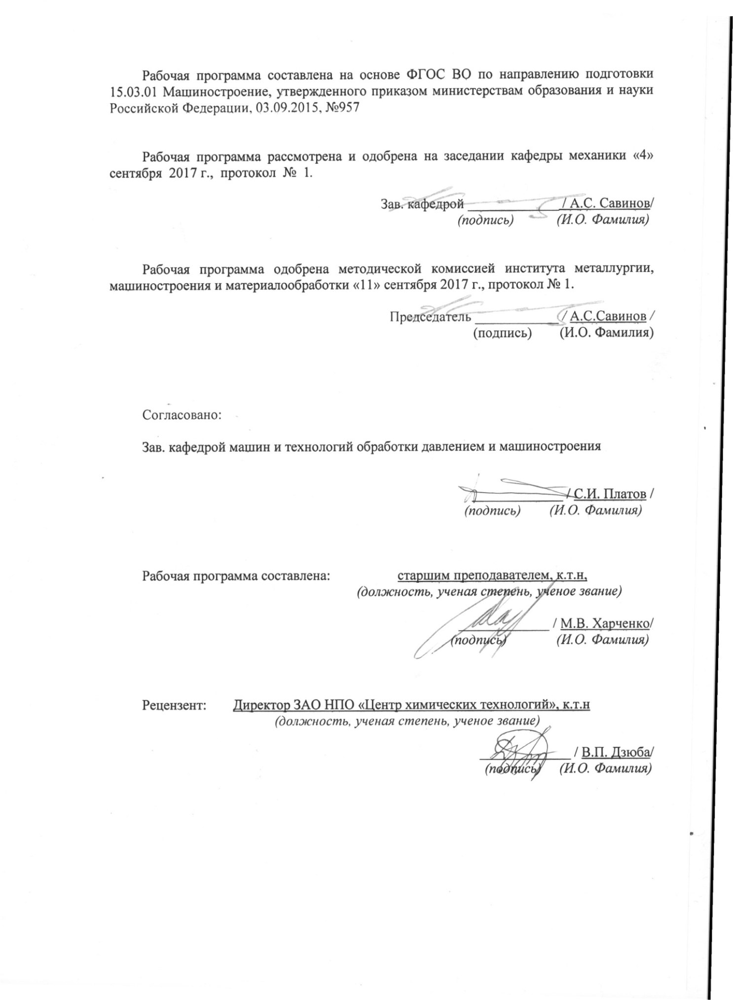 Рабочая программа составлена на основе ФГОС ВО по направлению подготовки
15.03.01 Машиностроение, утвержденного приказом министерствам образования и науки
Российской Федерации, 03.09.2015, №957
Рабочая программа рассмотрена и одобрена на заседании кафедры механики «4»
сентября 2017 г., протокол № 1.
Зав. кафедрой ______________/ А.С. Савинов/
(подпись) (И.О. Фамилия)
Рабочая программа одобрена методической комиссией института металлургии,
машиностроения и материалообработки «11» сентября 2017 г., протокол № 1.
Председатель _____________/ А.С.Савинов /
(подпись) (И.О. Фамилия)
Согласовано:
Зав. кафедрой машин и технологий обработки давлением и машиностроения
______________/ С.И. Платов /
(подпись) (И.О. Фамилия)
Рабочая программа составлена: старшим преподавателем, к.т.н,
(должность, ученая степень, ученое звание)
______________ / М.В. Харченко/
(подпись) (И.О. Фамилия)
Рецензент: Директор ЗАО НПО «Центр химических технологий», к.т.н
(должность, ученая степень, ученое звание)
______________ / В.П. Дзюба/
(подпись) (И.О. Фамилия)